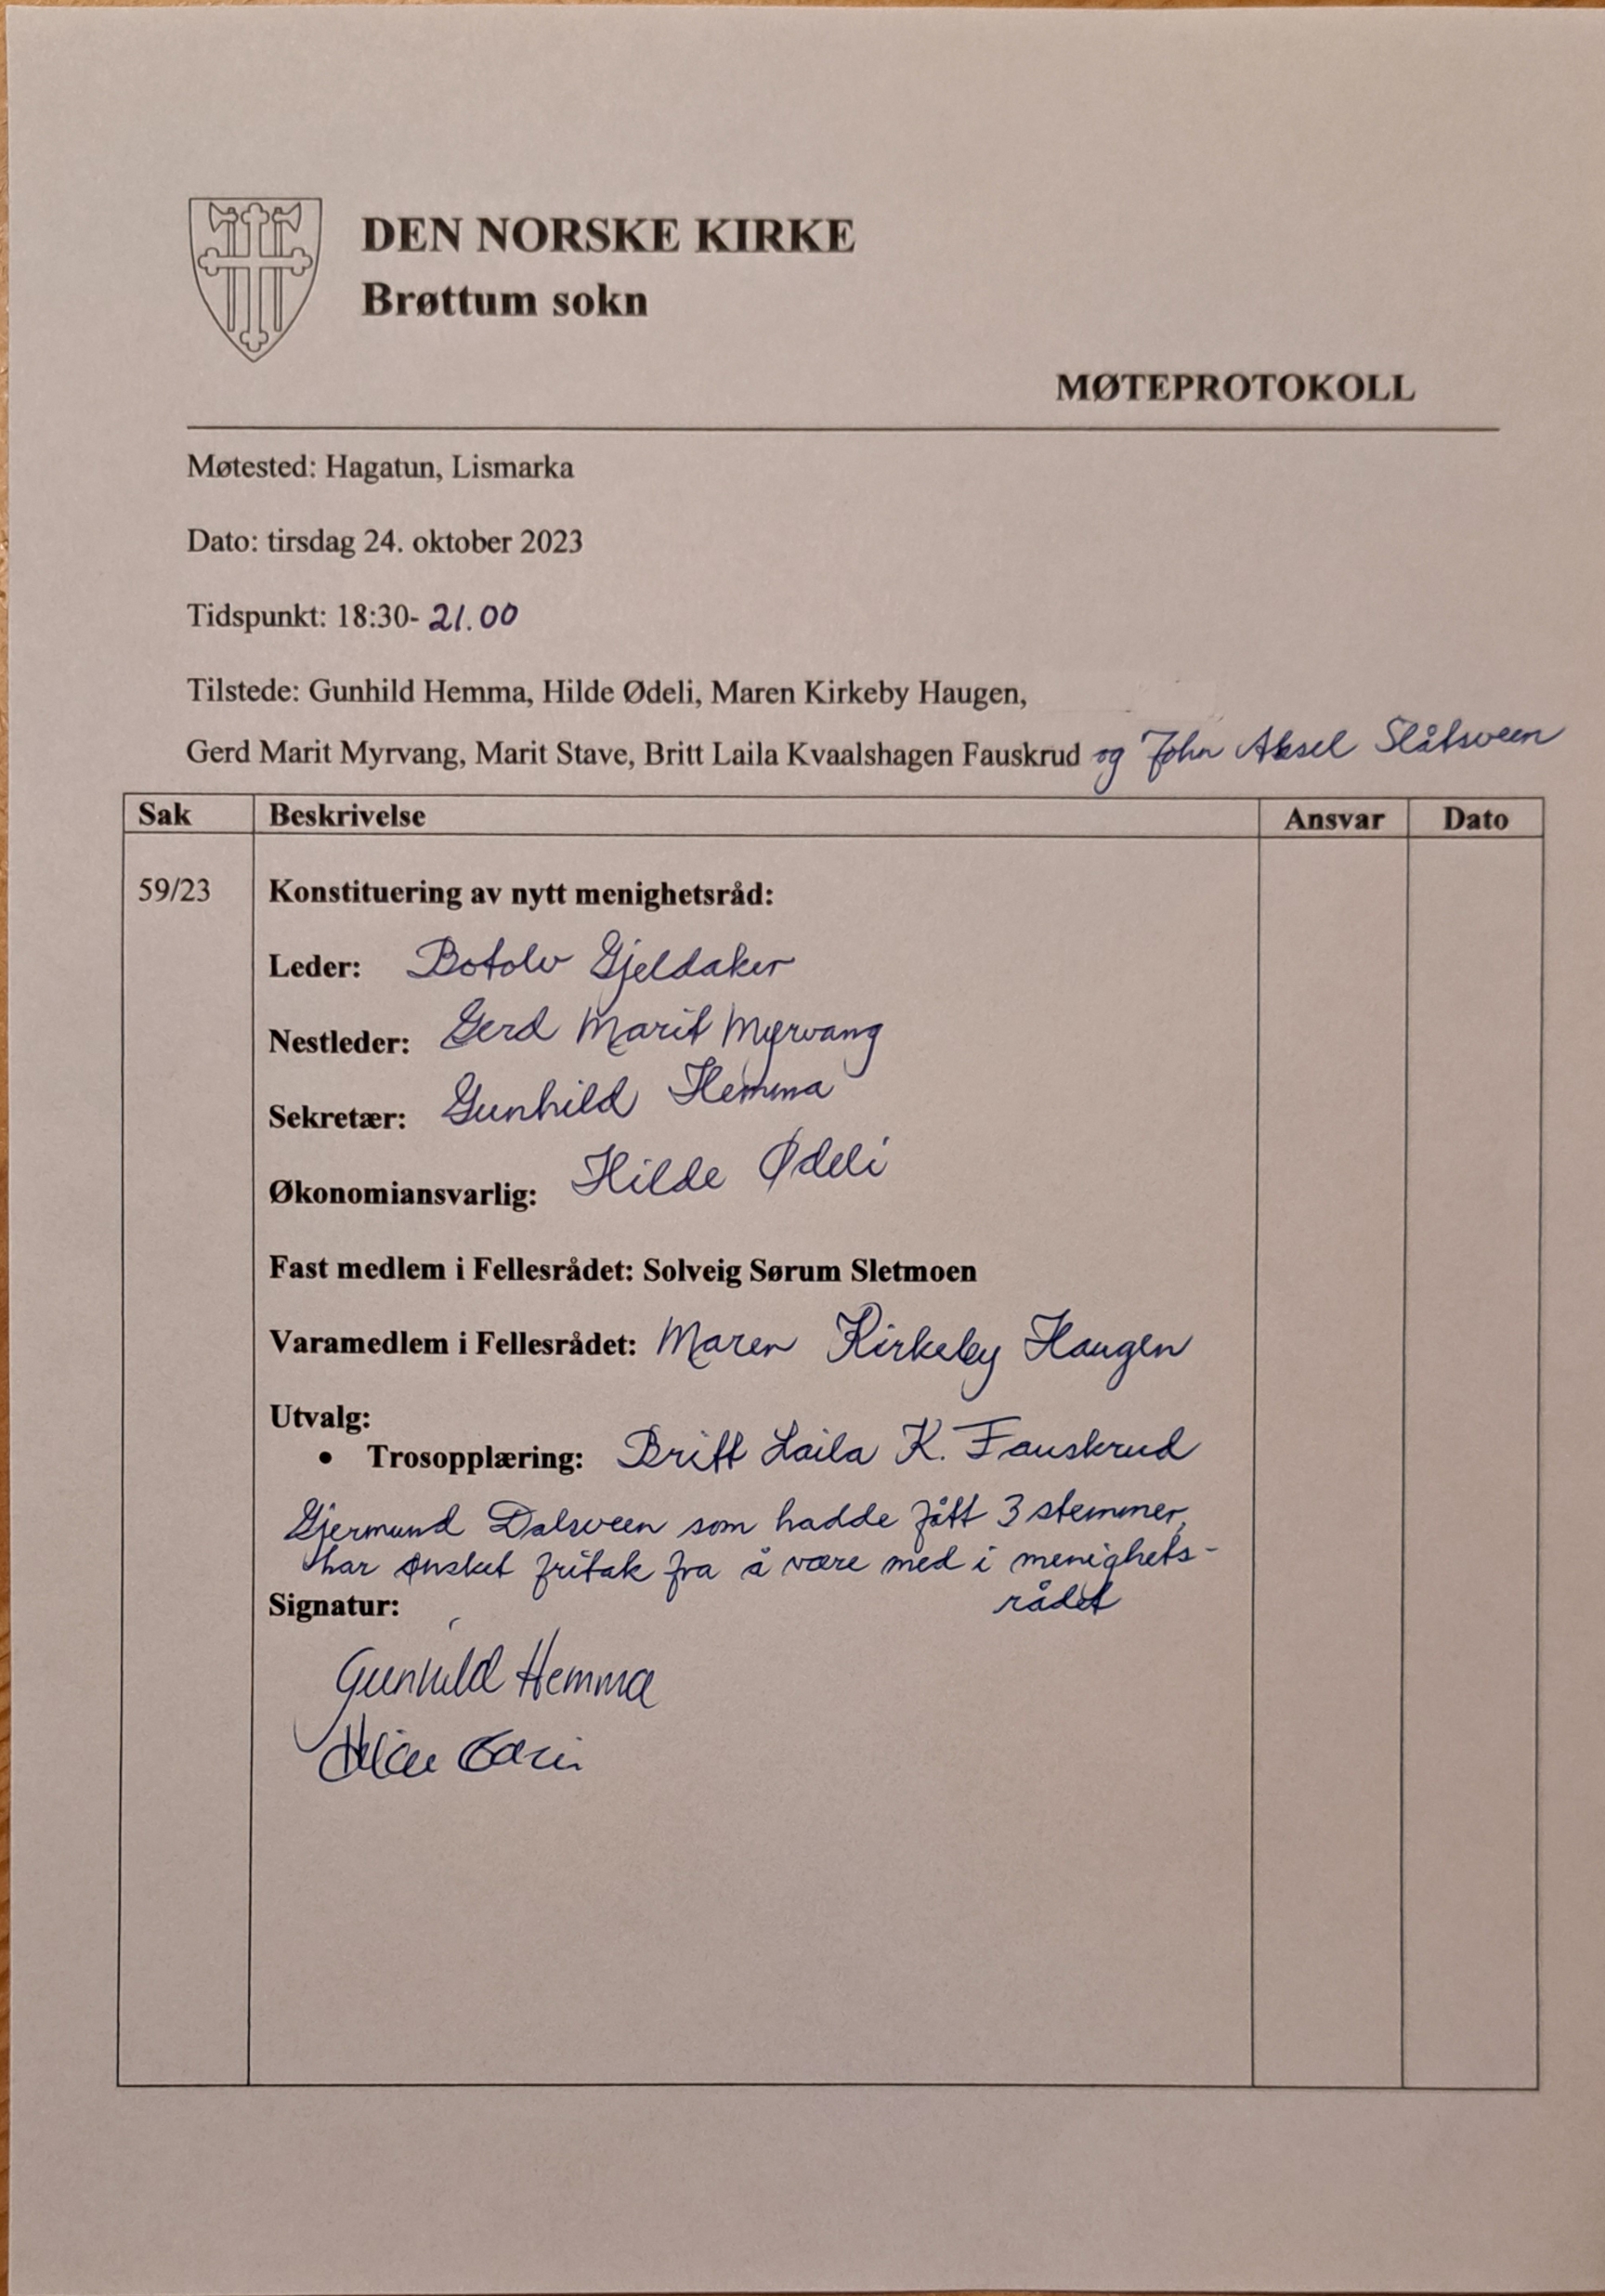 DEN NORSKE KIRKE
Brøttum sokn
MØTEPROTOKOLL
Møtested: Hagatun, Lismarka
Dato: tirsdag 24. oktober 2023
Tidspunkt: 18:30- 21.00
Tilstede: Gunhild Hemma, Hilde Ødeli, Maren Kirkeby Haugen,
Gerd Marit Myrvang, Marit Stave, Britt Laila Kvaalshagen Fauskrud og John Aksel Slåtsveen
Sak Beskrivelse Ansvar Dato
59/23 Konstituering av nytt menighetsråd:
Leder: Botolv Gjeldaker
Nestleder: Gerd Marit Myrvang
Sekretær: Gunhild Hemma
Økonomiansvarlig: Hilde Ødeli
Fast medlem i Fellesrådet: Solveig Sørum Sletmoen
Varamedlem i Fellesrådet: Maren Kirkeby Haugen
Utvalg:
• Trosopplæring: Britt Laila K. Fauskrud
Gjermund Dalsveen som hadde fått 3 stemmer,
har ønsket fritak fra å være med i menighets-
rådet
Signatur:
Gunhild Hemma
Hilde Ødeli